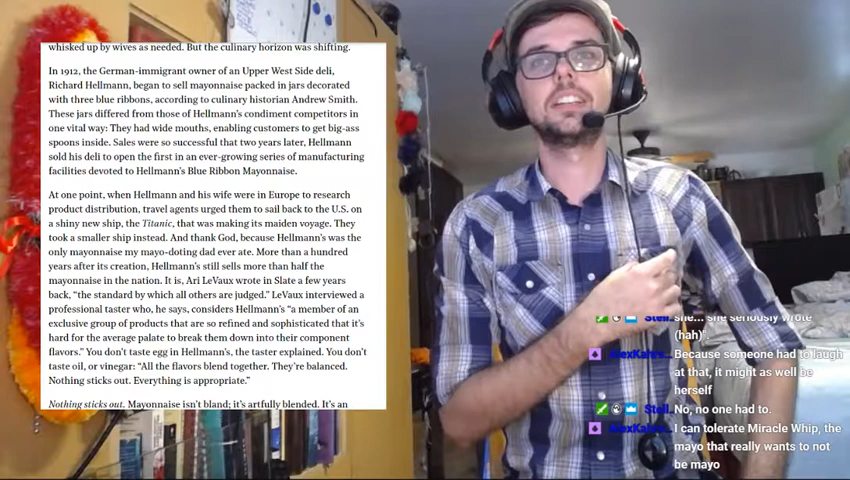 whisked up by wives as needed. But the culinary horizon was shifting.
In 1912, the German-immigrant owner of an Upper West Side deli,
Richard Hellmann, began to sell mayonnaise packed in jars decorated
with three blue ribbons, according to culinary historian Andrew Smith.
These jars differed from those of Hellmann's condiment competitors in
one vital way: They had wide mouths, enabling customers to get big-ass
spoons inside. Sales were so successful that two years later, Hellmann
sold his deli to open the first in an ever-growing series of manufacturing
facilities devoted to Hellmann's Blue Ribbon Mayonnaise.
At one point, when Hellmann and his wife were in Europe to research
product distribution, travel agents urged them to sail back to the U.S. on
a shiny new ship, the Titanic, that was making its maiden voyage. They
took a smaller ship instead. And thank God, because Hellmann's was the
only mayonnaise my mayo-doting dad ever ate. More than a hundred
years after its creation, Hellmann's still sells more than half the
mayonnaise in the nation. It is, Ari LeVaux wrote in Slate a few years
back, "the standard by which all others are judged." LeVaux interviewed a
professional taster who, he says, considers Hellmann's "a member of an
exclusive group of products that are so refined and sophisticated that it's
hard for the average palate to break them down into their component
flavors." You don't taste egg in Hellmann's, the taster explained. You don't
taste oil, or vinegar: "All the flavors blend together. They're balanced.
Nothing sticks out. Everything is appropriate."
Nothing sticks out. Mayonnaise isn't bland; it's artfully blended. It's an
she... she seriously wrote
(hah)".
Because someone had to laugh
at that, it might as well be
herself
No, no one had to.
I can tolerate Miracle Whip, the
mayo that really wants to not
be mayo